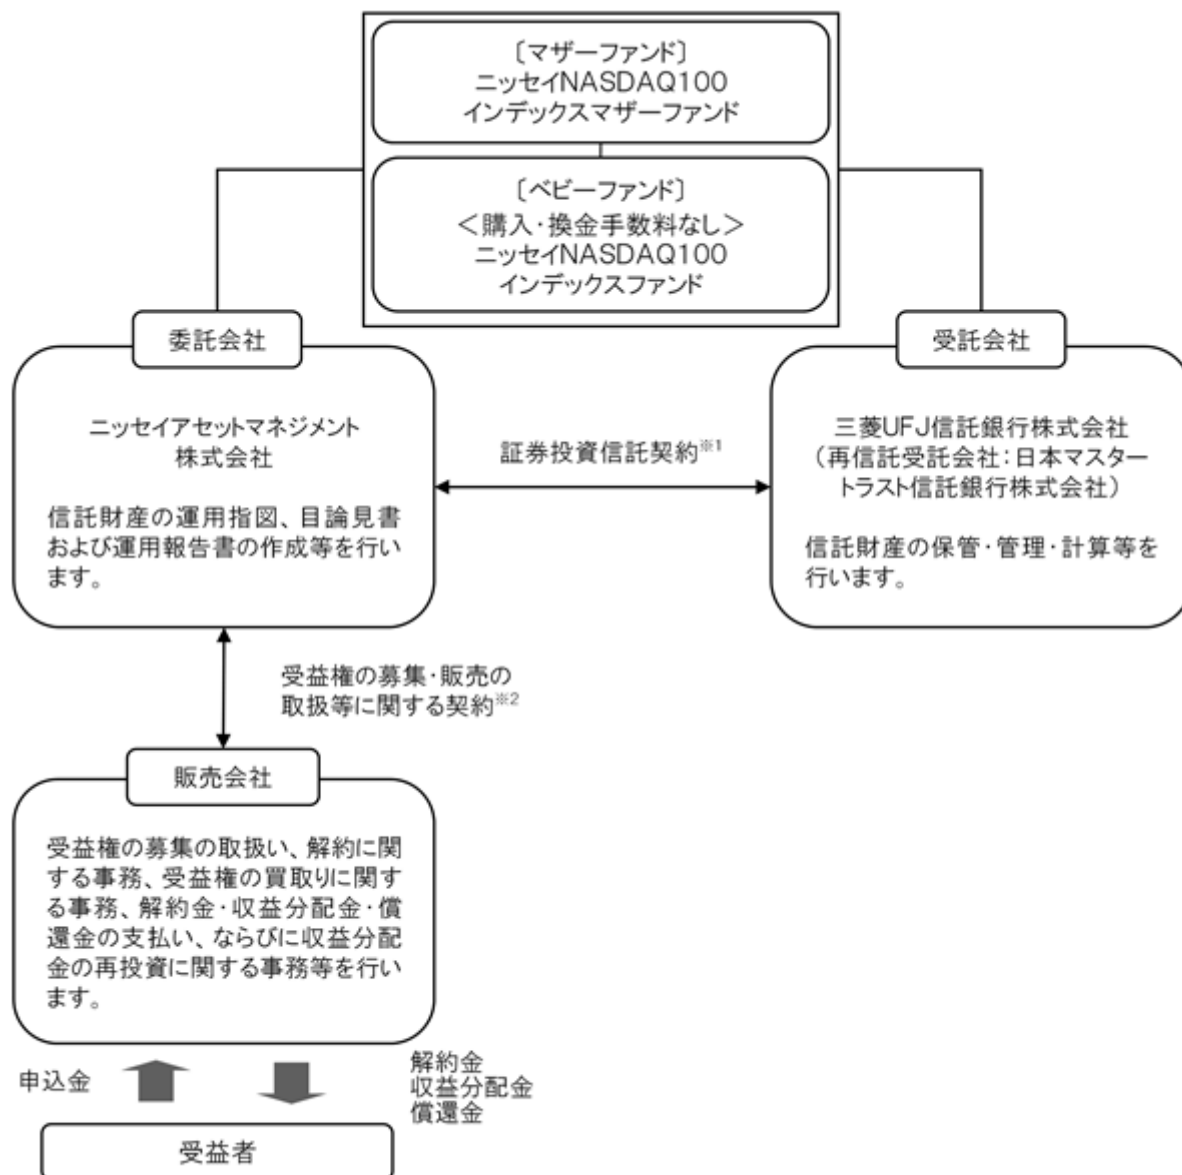 〔マザーファンド〕
ニッセイNASDAQ100
インデックスマザーファンド
〔ベビーファンド〕
＜購入・換金手数料なし＞
ニッセイNASDAQ100
インデックスファンド
委託会社
ニッセイアセットマネジメント
株式会社
信託財産の運用指図、目論見書
および運用報告書の作成等を行い
ます。
証券投資信託契約※1
受託会社
三菱UFJ信託銀行株式会社
（再信託受託会社：日本マスター
トラスト信託銀行株式会社）
信託財産の保管・管理・計算等を
行います。
受益権の募集・販売の
取扱等に関する契約※2
販売会社
受益権の募集の取扱い、解約に関
する事務、受益権の買取りに関す
る事務、解約金・収益分配金・償
還金の支払い、ならびに収益分配
金の再投資に関する事務等を行い
ます。
申込金
解約金
収益分配金
償還金
受益者